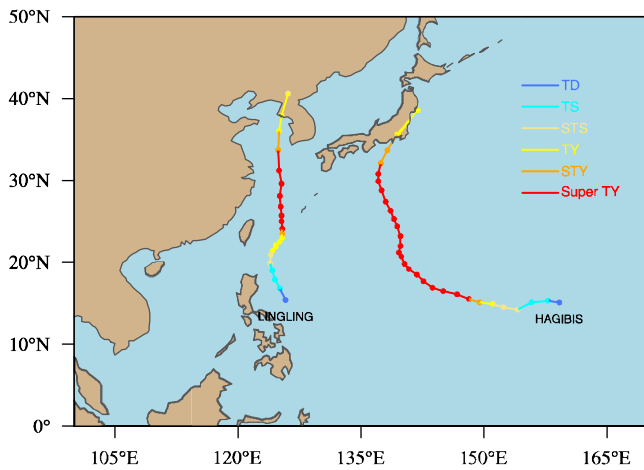 50°N
40°N
30°N
20°N
10°N
0°
TD
TS
STS
TY
STY
Super TY
LINGLING
HAGIBIS
105°E
120°E
135°E
150°E
165°E